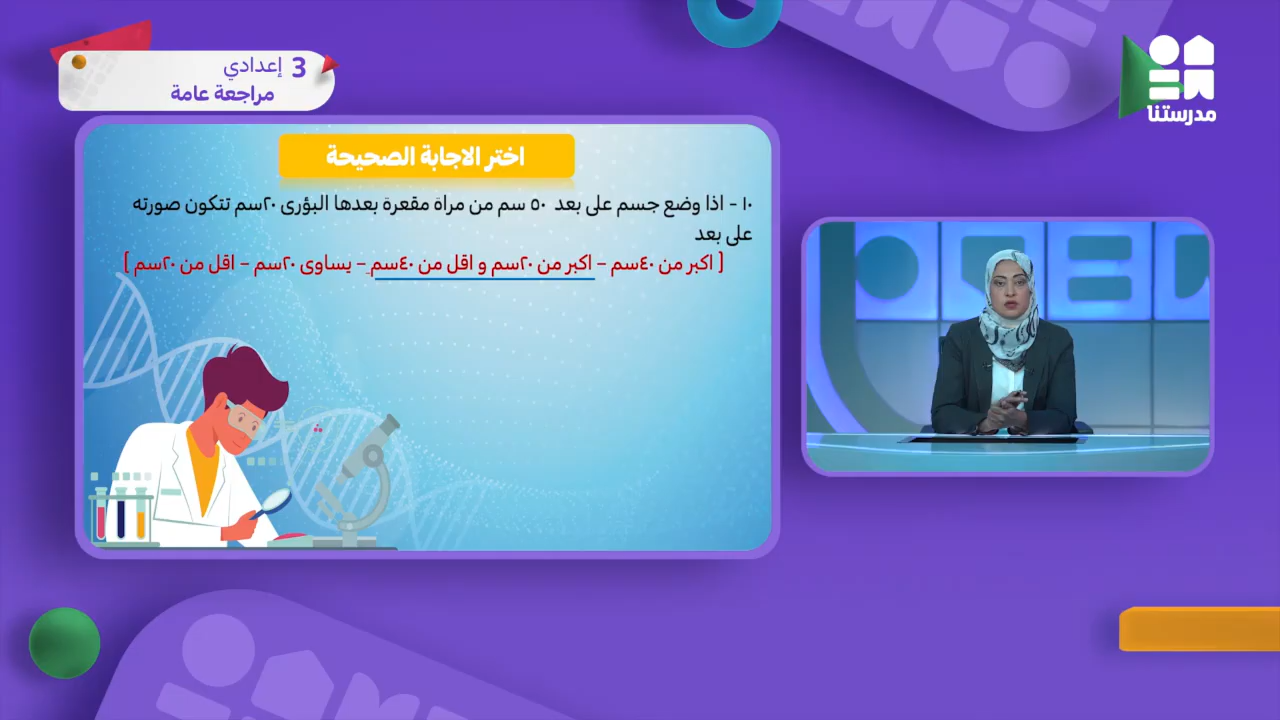 3 إعدادي
مراجعة عامة
مدرستنا
اختر الاجابة الصحيحة
١٠ - اذا وضع جسم على بعد ٥٠ سم من مراة مقعرة بعدها البؤرى ٢٠سم تتكون صورته
على بعد
[ اكبر من ٤٠سم - اكبر من ٢٠سم و اقل من ٤٠سم - يساوى ٢٠سم - اقل من ٢٠سم ]